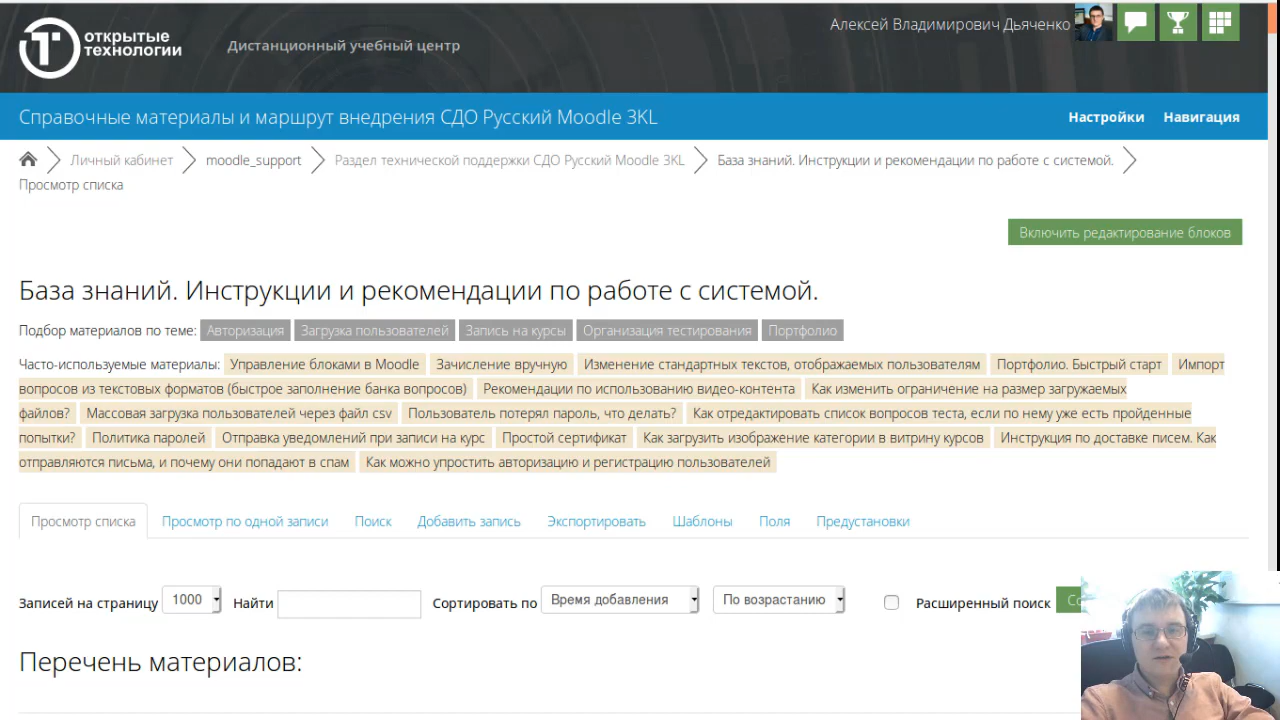 открытые
технологии
Дистанционный учебный центр
Алексей Владимирович Дьяченко
Справочные материалы и маршрут внедрения СДО Русский Moodle 3KL
Настройки Навигация
Личный кабинет moodle_support Раздел технической поддержки СДО Русский Moodle 3KL База знаний. Инструкции и рекомендации по работе с системой.
Просмотр списка
Включить редактирование блоков
База знаний. Инструкции и рекомендации по работе с системой.
Подбор материалов по теме: Авторизация Загрузка пользователей Запись на курсы Организация тестирования Портфолио
Часто-используемые материалы: Управление блоками в Moodle Зачисление вручную Изменение стандартных текстов, отображаемых пользователям Портфолио. Быстрый старт Импорт
вопросов из текстовых форматов (быстрое заполнение банка вопросов) Рекомендации по использованию видео-контента Как изменить ограничение на размер загружаемых
файлов? Массовая загрузка пользователей через файл csv Пользователь потерял пароль, что делать? Как отредактировать список вопросов теста, если по нему уже есть пройденные
попытки? Политика паролей Отправка уведомлений при записи на курс Простой сертификат Как загрузить изображение категории в витрину курсов Инструкция по доставке писем. Как
отправляются письма, и почему они попадают в спам Как можно упростить авторизацию и регистрацию пользователей
Просмотр списка Просмотр по одной записи Поиск Добавить запись Экспортировать Шаблоны Поля Предустановки
Записей на страницу 1000 Найти Сортировать по Время добавления По возрастанию Расширенный поиск
Перечень материалов: